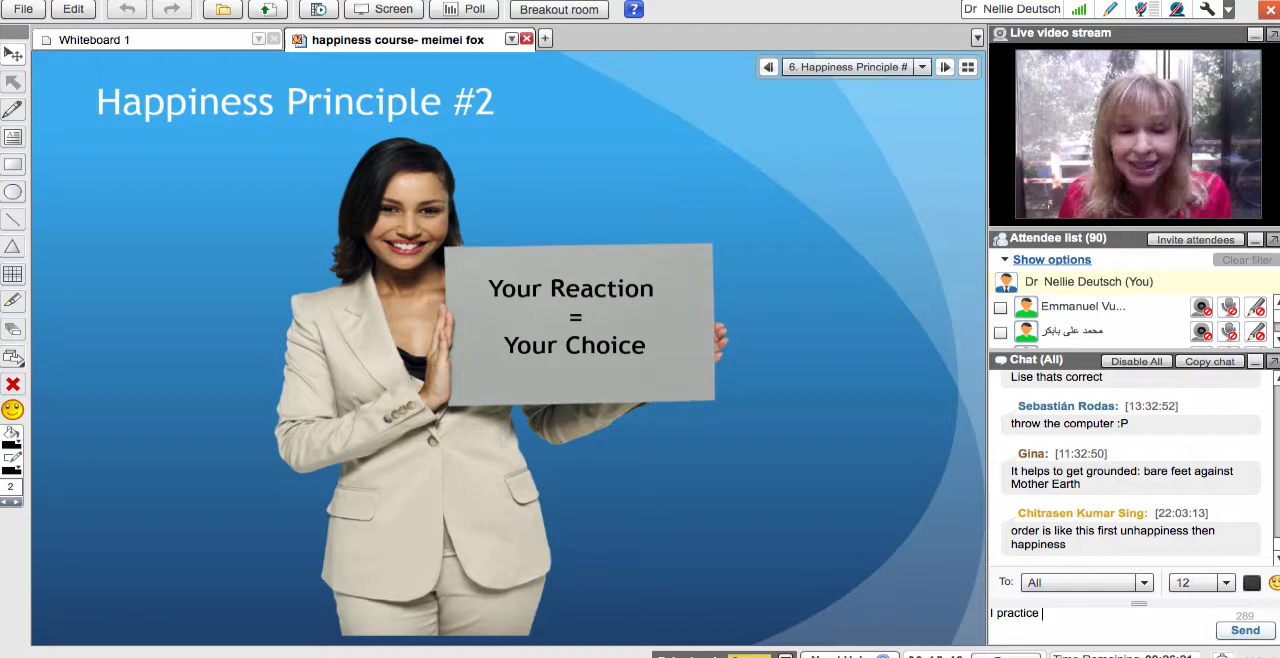 File Edit Screen Poll Breakout room ? Dr Nellie Deutsch
Whiteboard 1 happiness course- meimei fox
6. Happiness Principle #
Happiness Principle #2
Your Reaction
=
Your Choice
2
Live video stream
Attendee list (90) Invite attendees
Show options Clear filter
Dr Nellie Deutsch (You)
Emmanuel Vu...
محمد على بابكر
Chat (All) Disable All Copy chat
Lise thats correct
Sebastián Rodas: [13:32:52]
throw the computer :P
Gina: [11:32:50]
It helps to get grounded: bare feet against
Mother Earth
Chitrasen Kumar Sing: [22:03:13]
order is like this first unhappiness then
happiness
To: All 12
I practice
289
Send